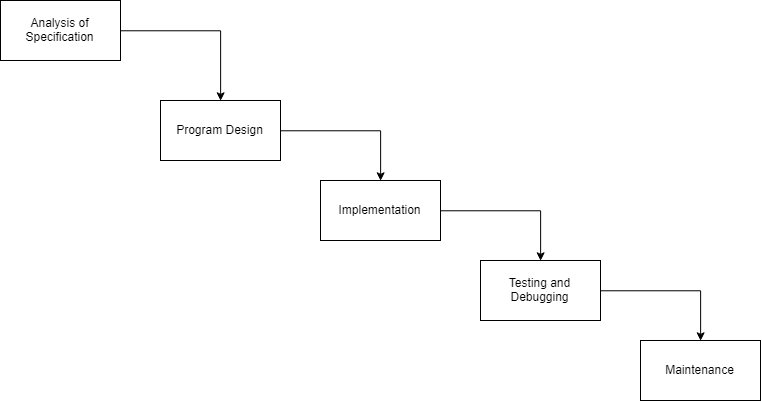 Analysis of
Specification
Program Design
Implementation
Testing and
Debugging
Maintenance